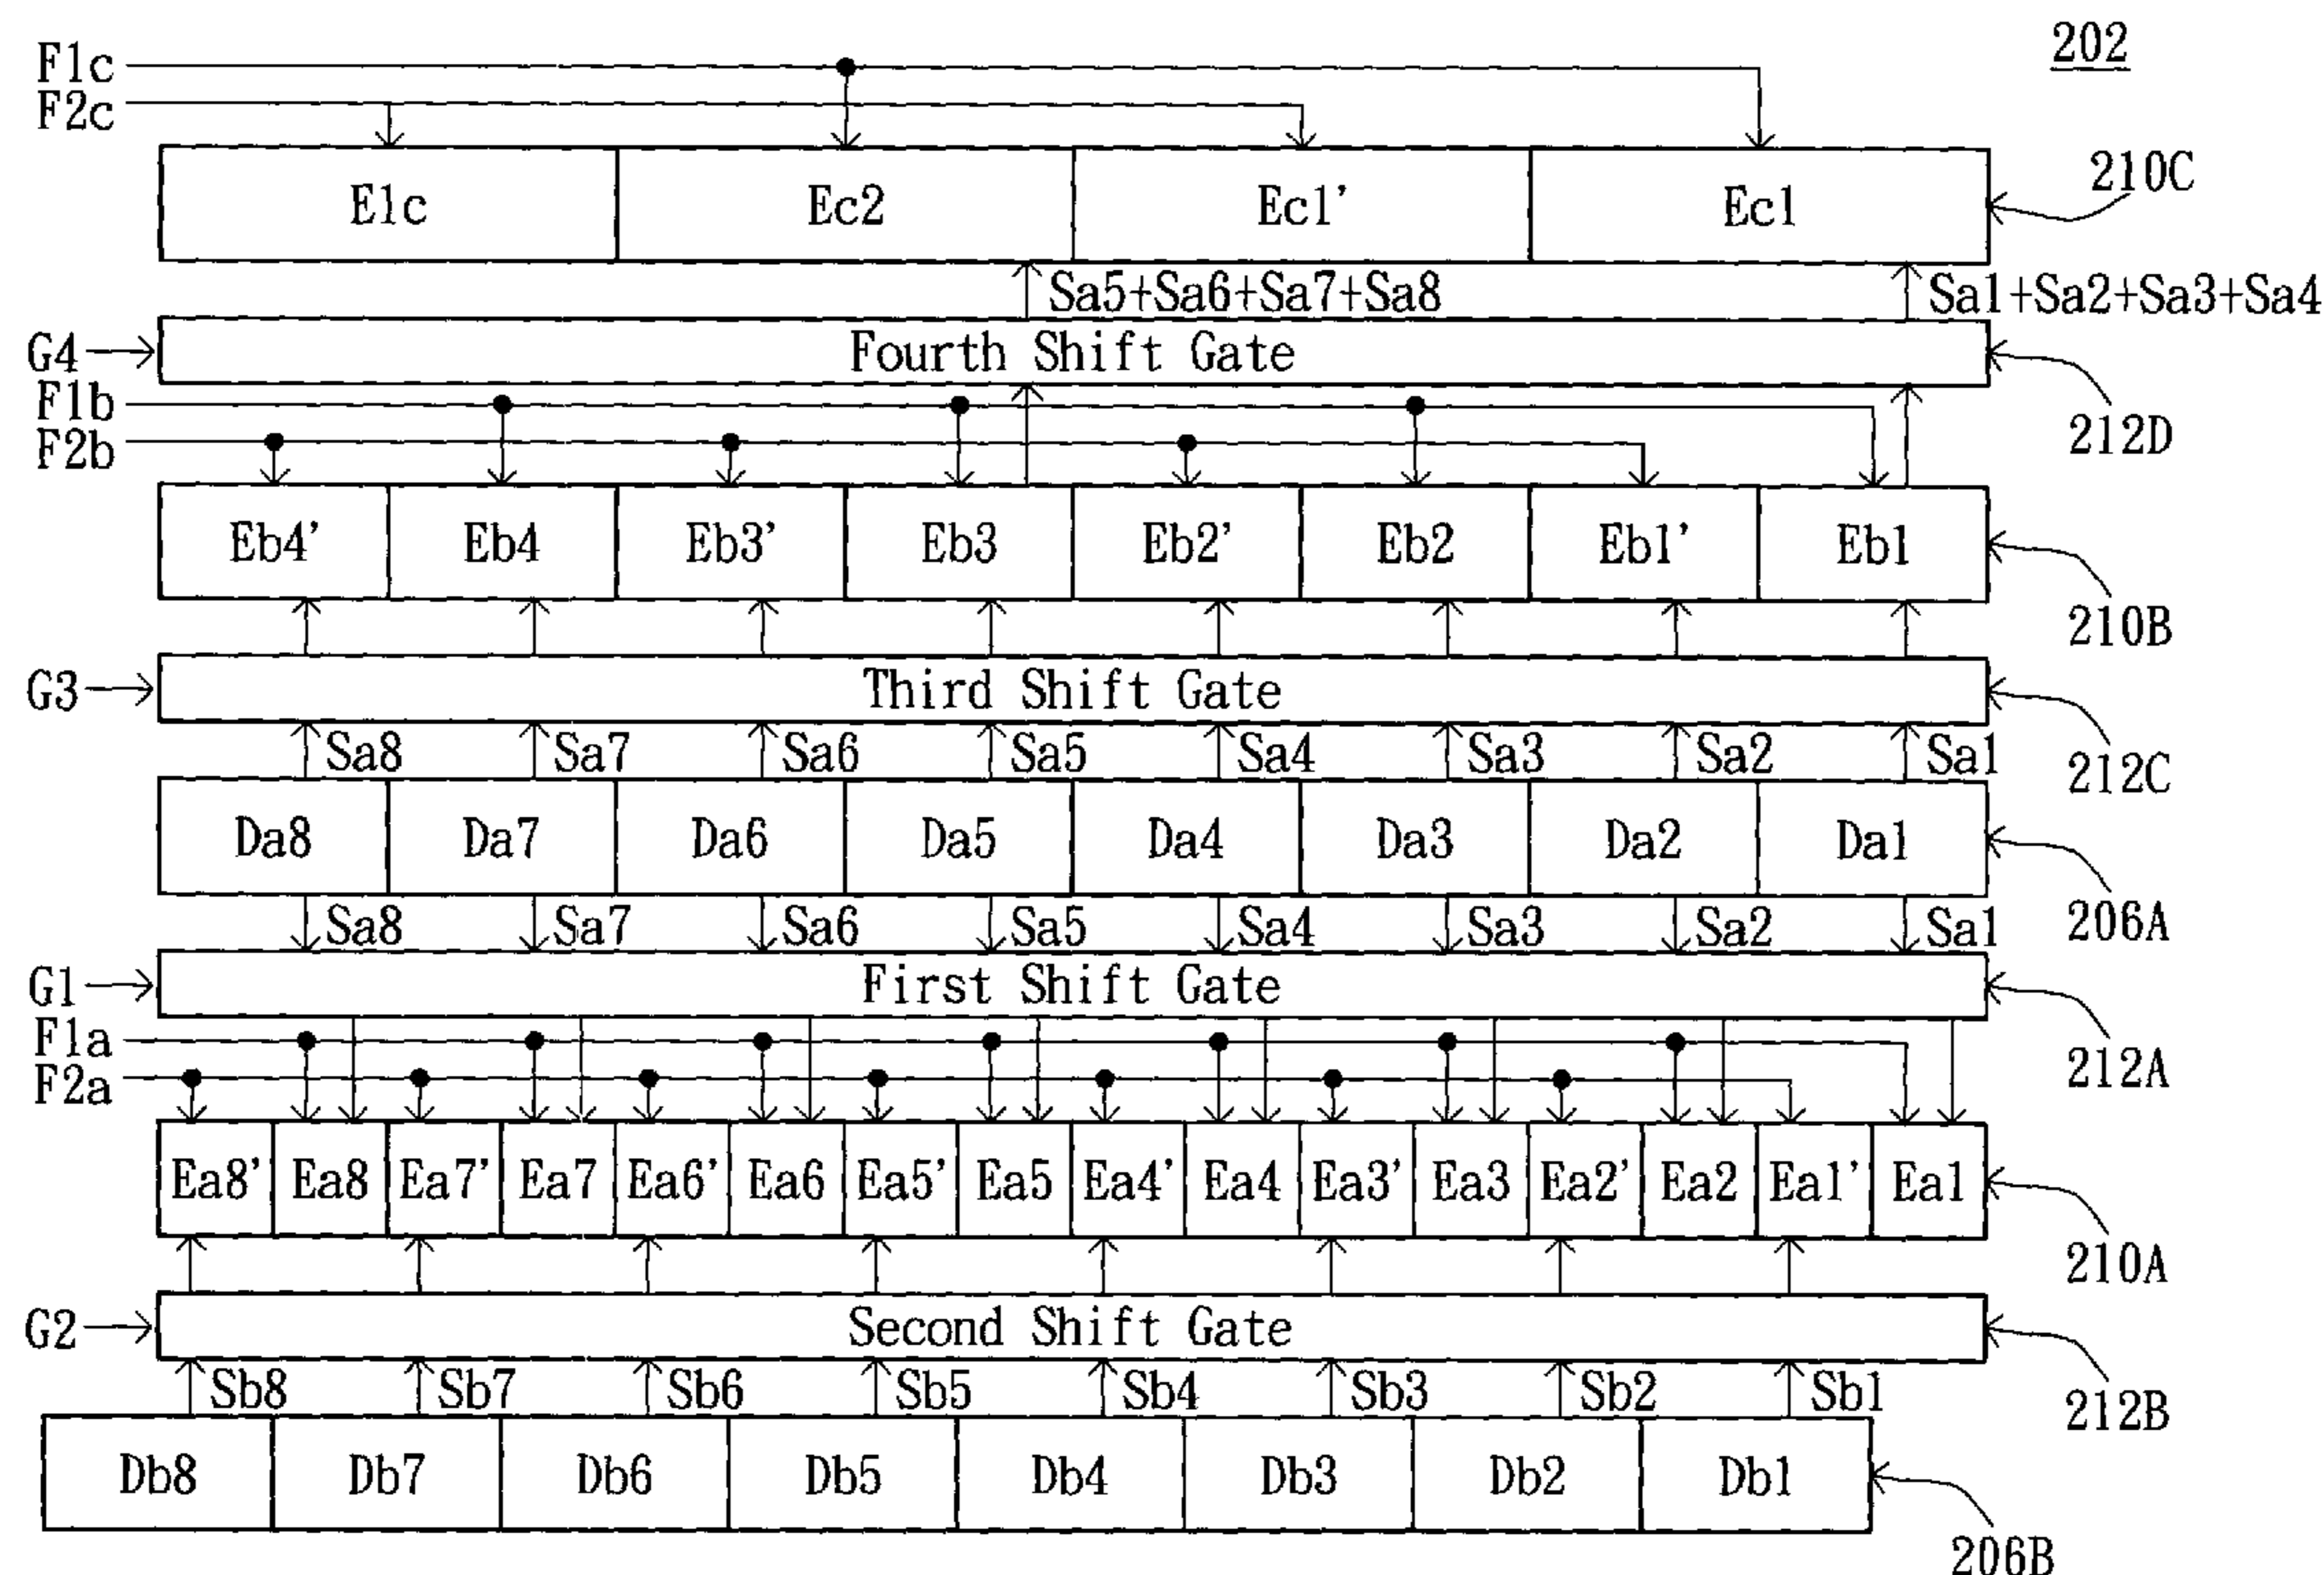 202
F1c
F2c
E1c Ec2 Ec1' Ec1
210C
Sa5+Sa6+Sa7+Sa8 Sa1+Sa2+Sa3+Sa4
G4 Fourth Shift Gate
212D
F1b
F2b
Eb4' Eb4 Eb3' Eb3 Eb2' Eb2 Eb1' Eb1
210B
G3 Third Shift Gate
212C
Sa8 Sa7 Sa6 Sa5 Sa4 Sa3 Sa2 Sa1
Da8 Da7 Da6 Da5 Da4 Da3 Da2 Da1
206A
Sa8 Sa7 Sa6 Sa5 Sa4 Sa3 Sa2 Sa1
G1 First Shift Gate
212A
F1a
F2a
Ea8' Ea8 Ea7' Ea7 Ea6' Ea6 Ea5' Ea5 Ea4' Ea4 Ea3' Ea3 Ea2' Ea2 Ea1' Ea1
210A
G2 Second Shift Gate
212B
Sb8 Sb7 Sb6 Sb5 Sb4 Sb3 Sb2 Sb1
Db8 Db7 Db6 Db5 Db4 Db3 Db2 Db1
206B